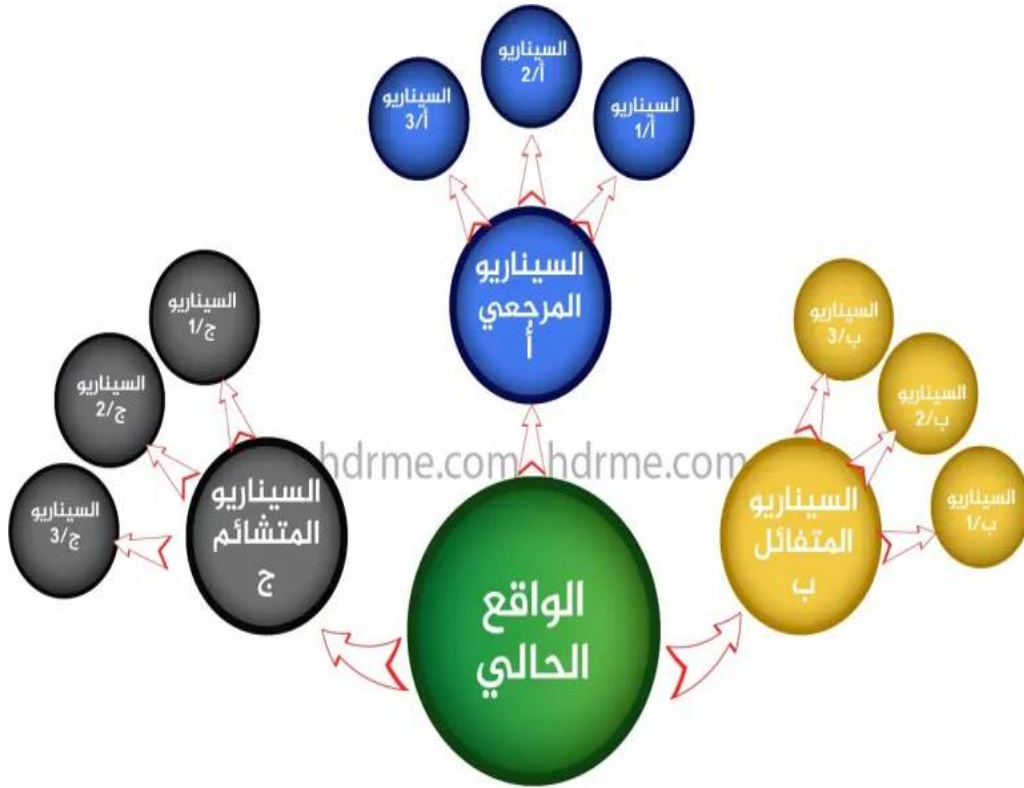 السيناريو
أ/2
السيناريو
أ/1
السيناريو
أ/3
السيناريو
المرجعي
أ
السيناريو
ج/1
السيناريو
ج/2
السيناريو
ج/3
السيناريو
المتشائم
ج
السيناريو
ب/3
السيناريو
ب/2
السيناريو
ب/1
السيناريو
المتفائل
ب
hdrme.com hdrme.com
الواقع
الحالي